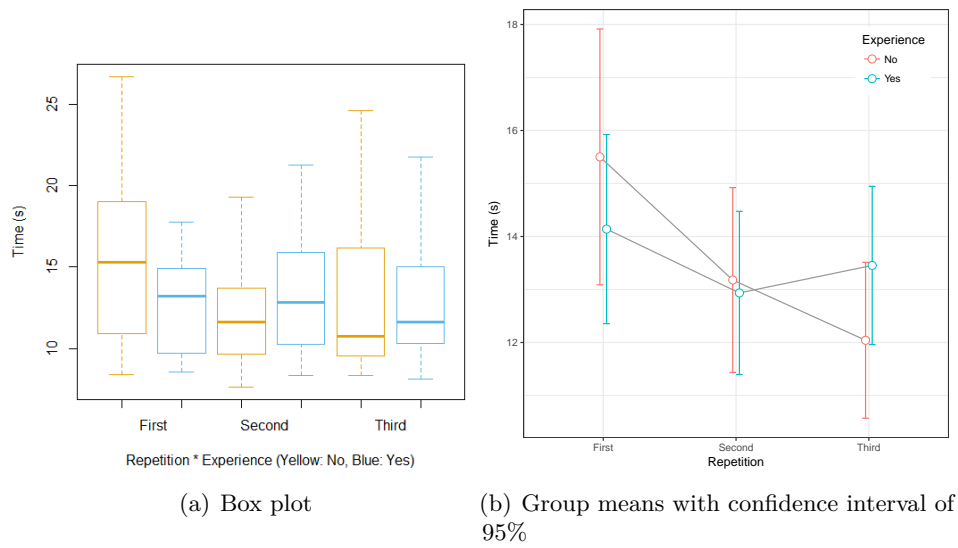 25
20
15
10
Time (s)
First Second Third
Repetition * Experience (Yellow: No, Blue: Yes)
(a) Box plot
18
16
14
12
Time (s)
Experience
No
Yes
First Second Third
Repetition
(b) Group means with confidence interval of
95%